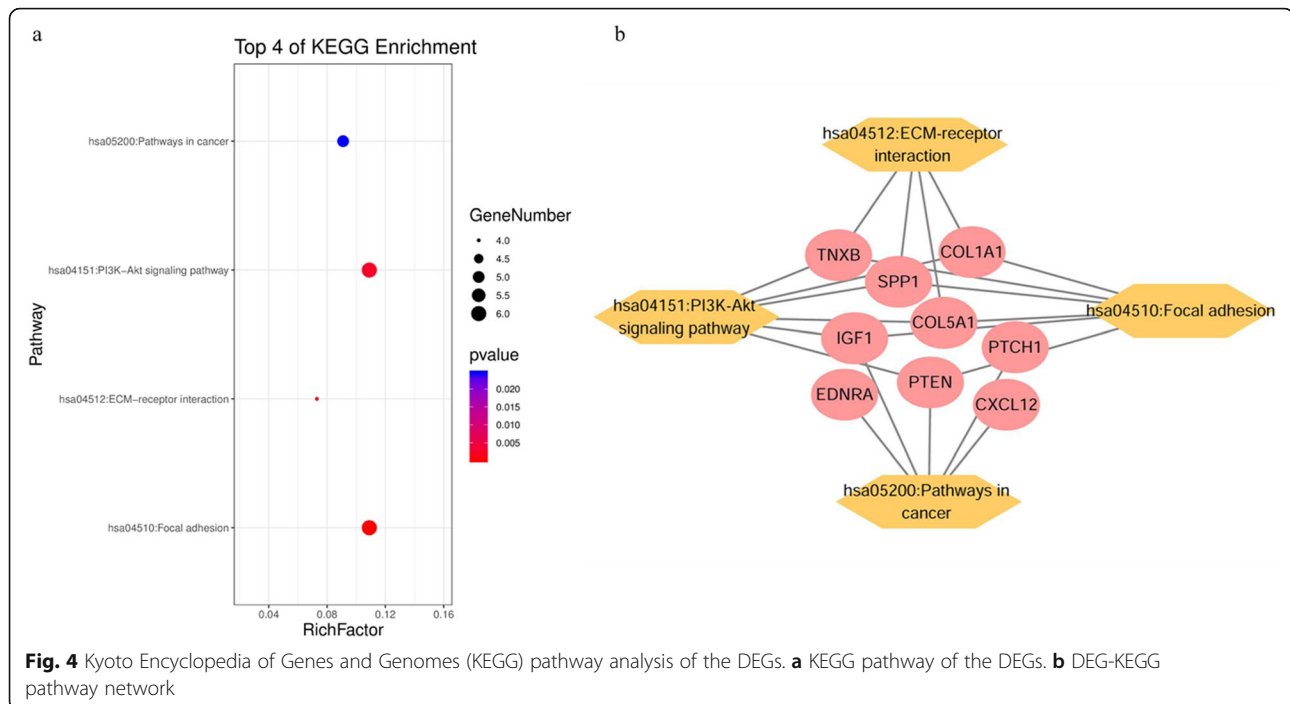 a
Top 4 of KEGG Enrichment
Pathway
hsa05200:Pathways in cancer
hsa04151:PI3K−Akt signaling pathway
hsa04512:ECM−receptor interaction
hsa04510:Focal adhesion
0.04 0.08 0.12 0.16
RichFactor
GeneNumber
4.0
4.5
5.0
5.5
6.0
pvalue
0.020
0.015
0.010
0.005
b
hsa04512:ECM-receptor
interaction
TNXB
COL1A1
SPP1
hsa04151:PI3K-Akt
signaling pathway
COL5A1
hsa04510:Focal adhesion
IGF1
PTCH1
PTEN
EDNRA
CXCL12
hsa05200:Pathways in
cancer
Fig. 4 Kyoto Encyclopedia of Genes and Genomes (KEGG) pathway analysis of the DEGs. a KEGG pathway of the DEGs. b DEG-KEGG
pathway network